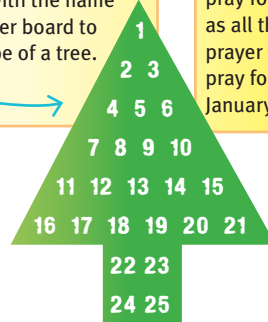 with the name
er board to
pe of a tree.
pray fo
as all th
prayer
pray fo
January
1
2 3
4 5 6
7 8 9 10
11 12 13 14 15
16 17 18 19 20 21
22 23
24 25